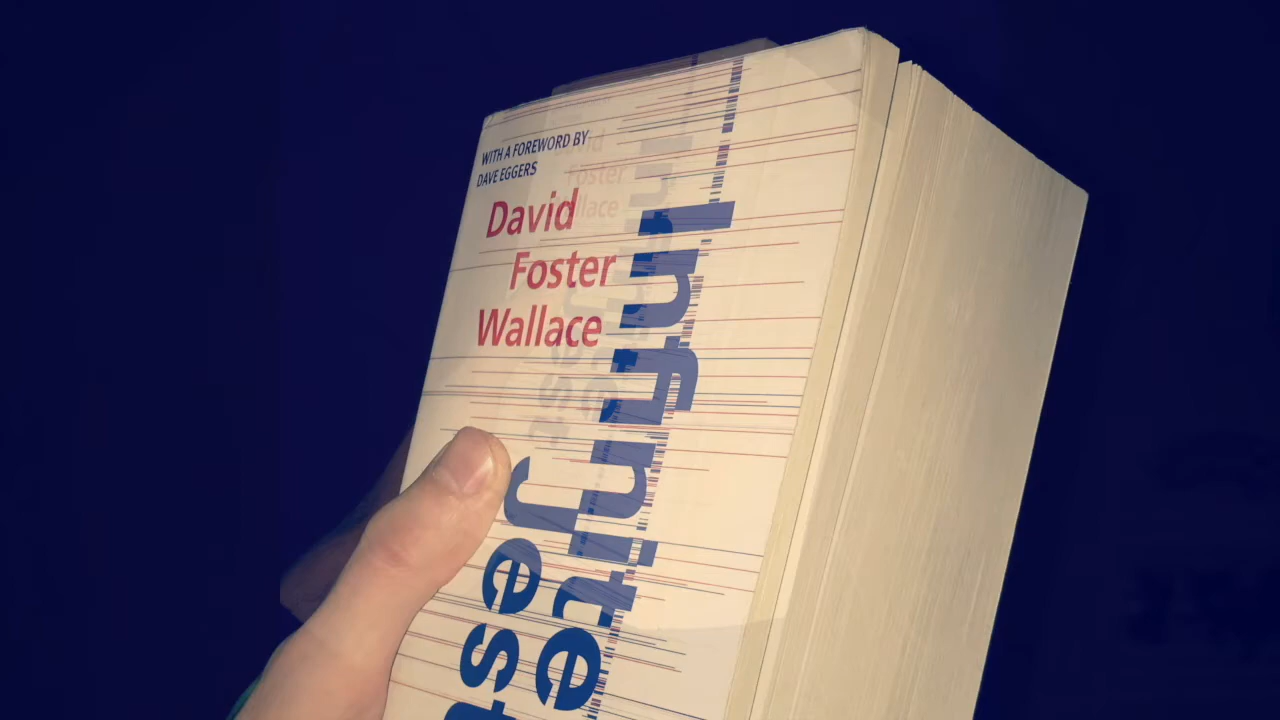 WITH A FOREWORD BY
DAVE EGGERS
David
Foster
Wallace
Infinite
Jest